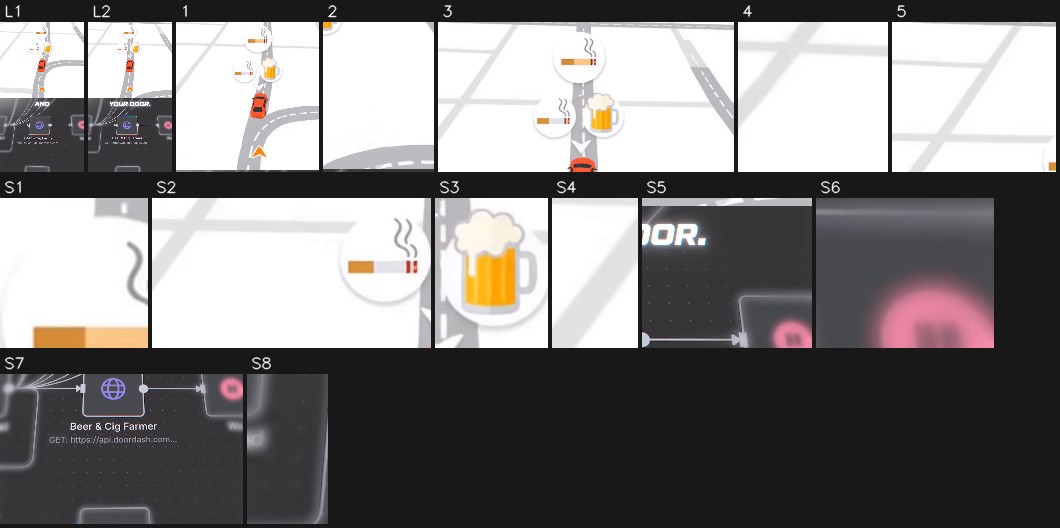 L1
L2
1
2
3
4
5
AND
YOUR DOOR.
S1
S2
S3
S4
S5
S6
OOR.
S7
S8
Beer & Cig Farmer
GET: https://api.doordash.com...